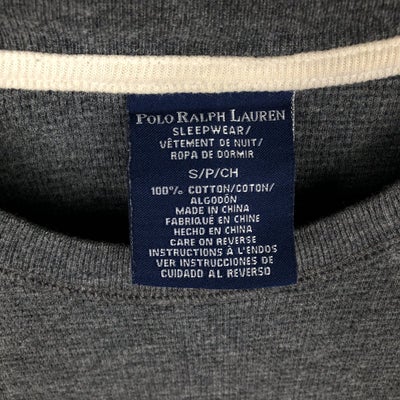 POLO RALPH LAUREN
SLEEPWEAR/
VÊTEMENT DE NUIT/
ROPA DE DORMIR
S/P/CH
100% COTTON/COTON/
ALGODÓN
MADE IN CHINA
FABRIQUÉ EN CHINE
HECHO EN CHINA
CARE ON REVERSE
INSTRUCTIONS À L'ENDOS
VER INSTRUCCIONES DE
CUIDADO AL REVERSO